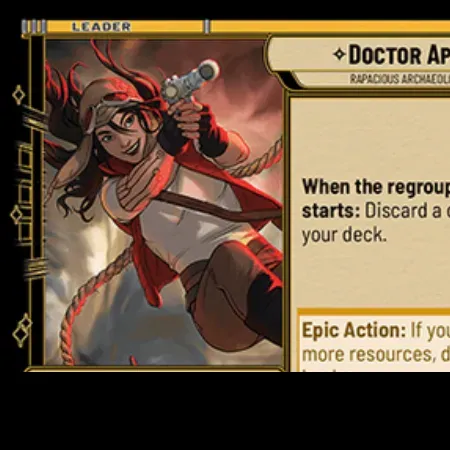 LEADER
DOCTOR AP
RAPACIOUS ARCHAEOL
When the regroup
starts: Discard a c
your deck.
Epic Action: If you
more resources, d